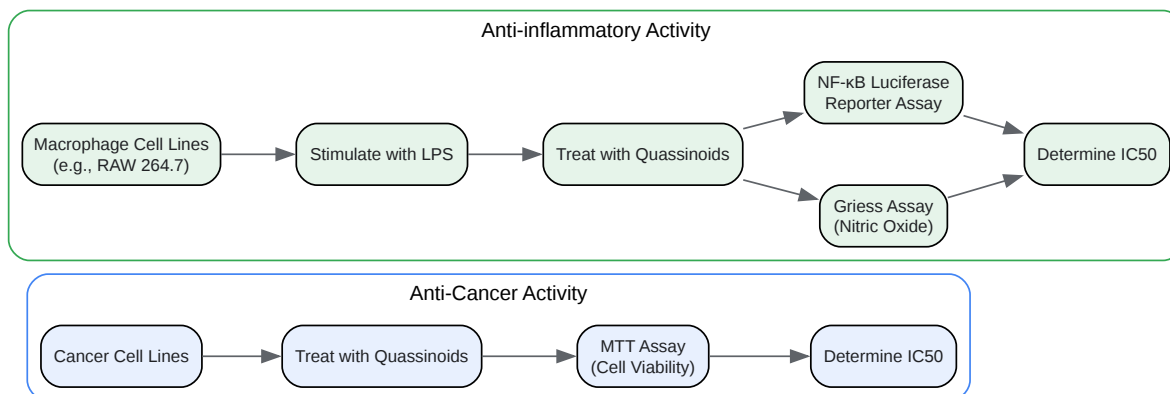 Anti-inflammatory Activity
Macrophage Cell Lines
(e.g., RAW 264.7)
Stimulate with LPS
Treat with Quassinoids
NF-κB Luciferase
Reporter Assay
Griess Assay
(Nitric Oxide)
Determine IC50
Anti-Cancer Activity
Cancer Cell Lines
Treat with Quassinoids
MTT Assay
(Cell Viability)
Determine IC50